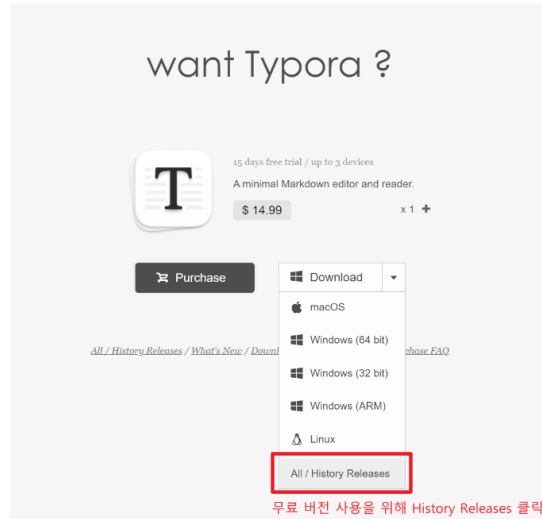 want Typora ?
T
15 days free trial / up to 3 devices
A minimal Markdown editor and reader.
$ 14.99 x 1 +
Purchase
Download
macOS
All / History Releases / What's New / Downl
Windows (64 bit)
chase FAQ
Windows (32 bit)
Windows (ARM)
Linux
All / History Releases
무료 버전 사용을 위해 History Releases 클릭